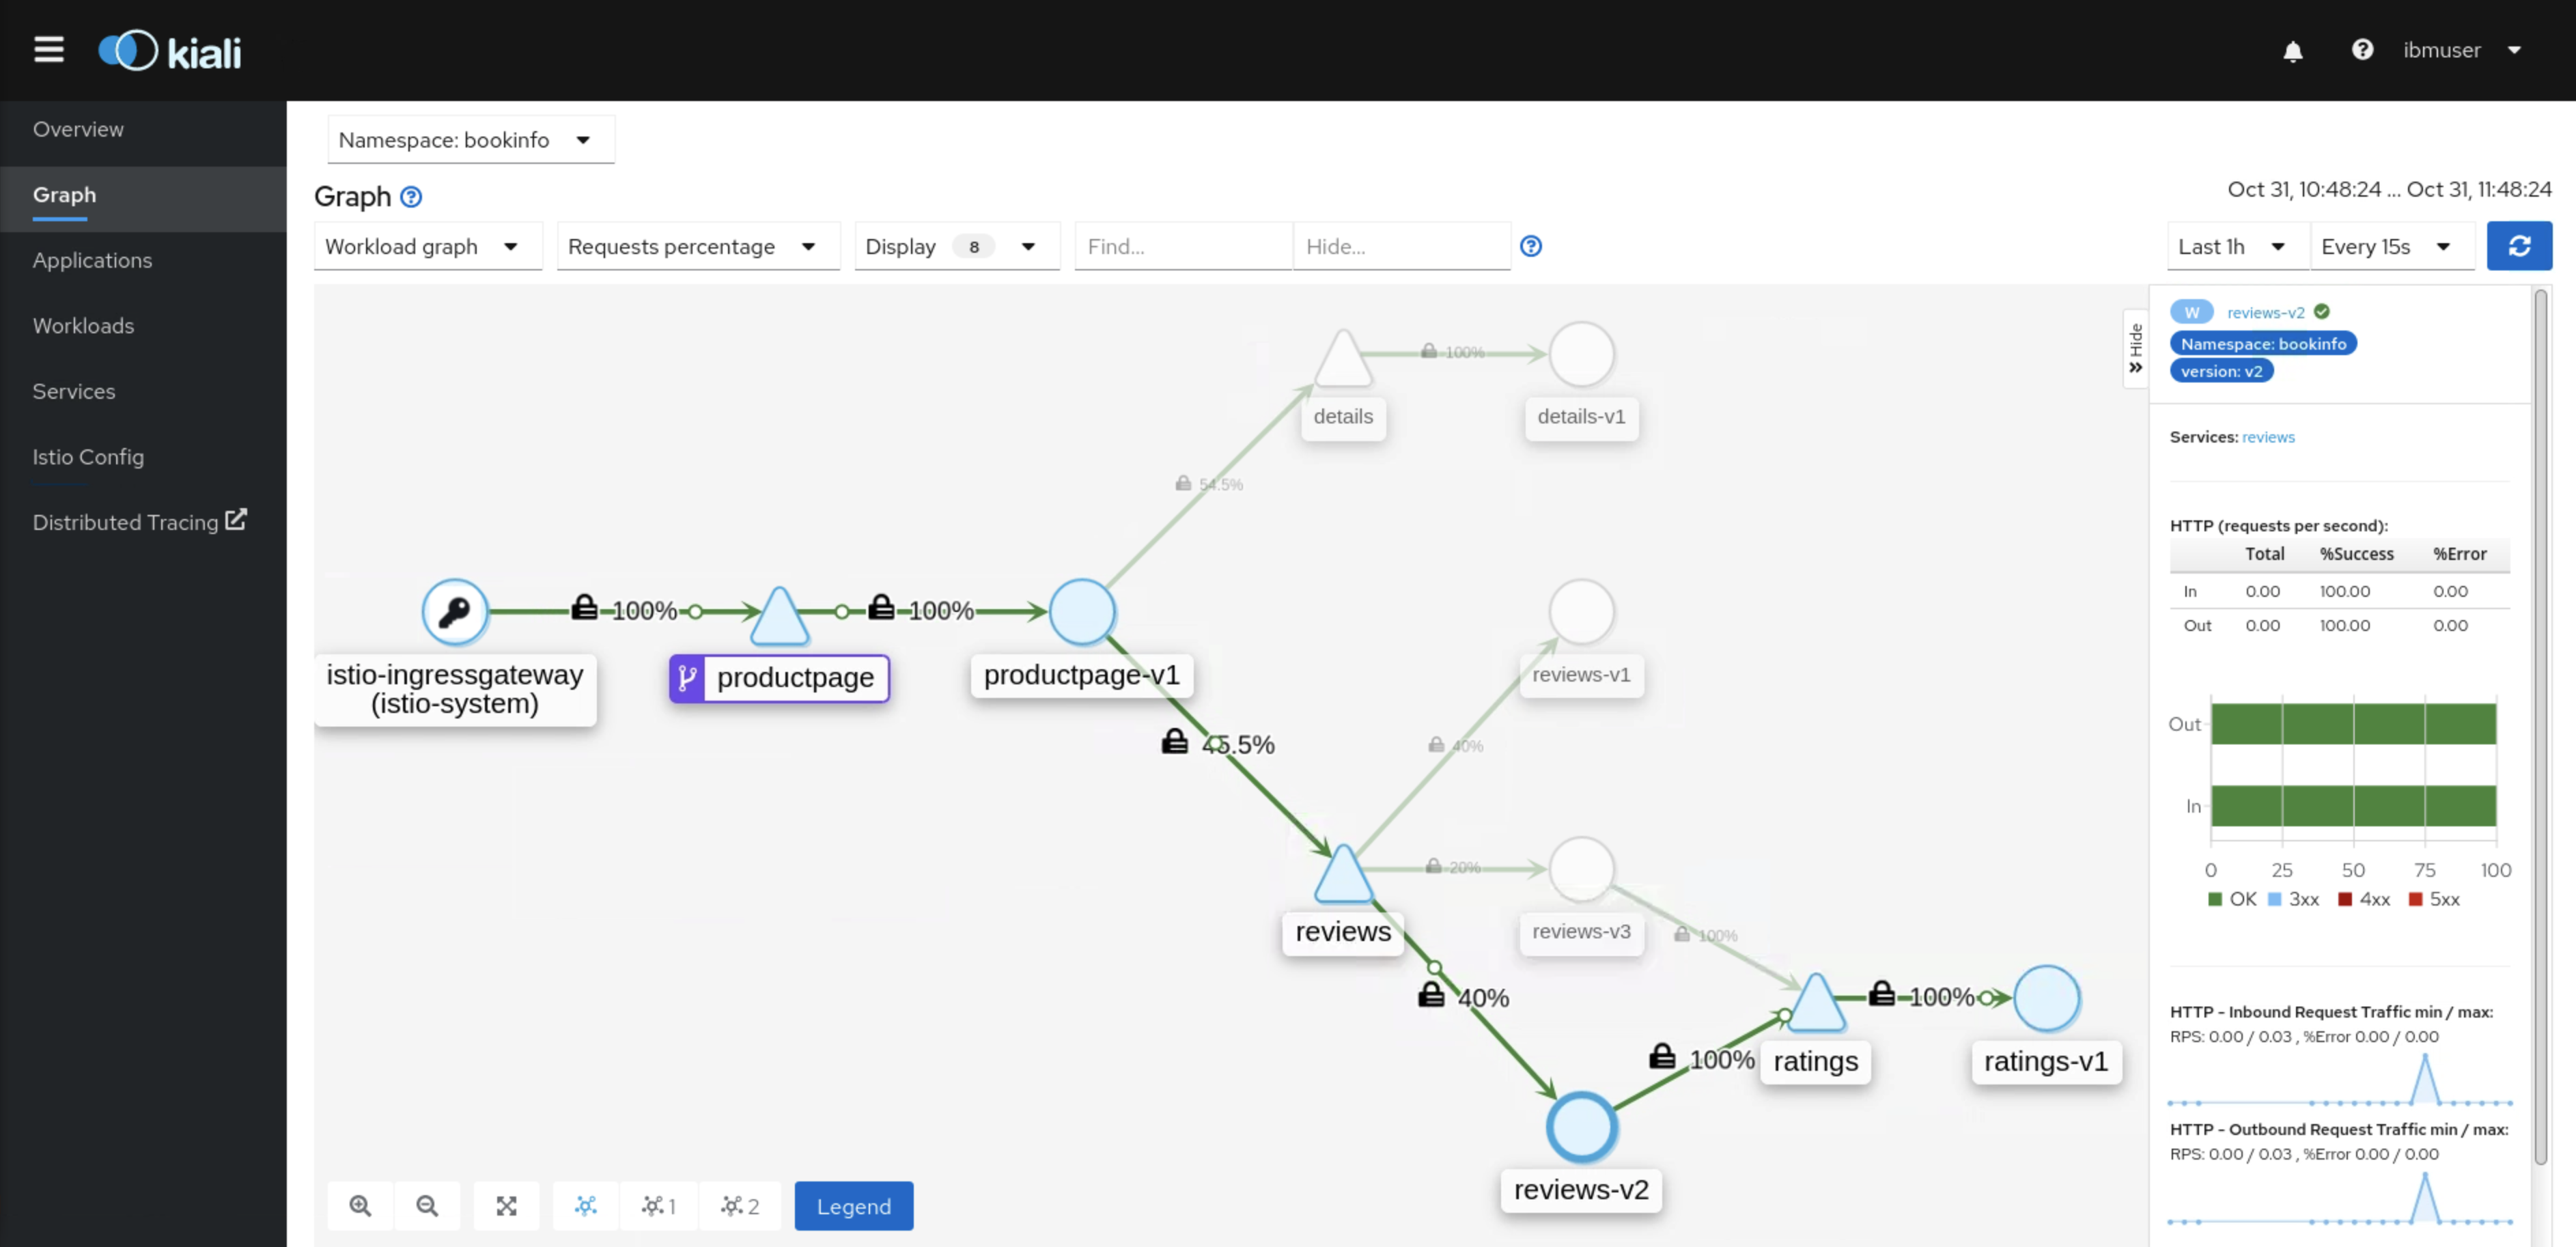 kiali
ibmuser
Overview
Graph
Applications
Workloads
Services
Istio Config
Distributed Tracing
Namespace: bookinfo
Graph
Oct 31, 10:48:24 ... Oct 31, 11:48:24
Workload graph
Requests percentage
Display 8
Find...
Hide...
Last 1h
Every 15s
100%
details
details-v1
54.5%
100%
100%
istio-ingressgateway
(istio-system)
productpage
productpage-v1
reviews-v1
45.5%
40%
20%
reviews
reviews-v3
100%
40%
100%
100%
ratings
ratings-v1
reviews-v2
1
2
Legend
Hide
W reviews-v2
Namespace: bookinfo
version: v2
Services: reviews
HTTP (requests per second):
Total %Success %Error
In 0.00 100.00 0.00
Out 0.00 100.00 0.00
Out
In
0 25 50 75 100
OK 3xx 4xx 5xx
HTTP - Inbound Request Traffic min / max:
RPS: 0.00 / 0.03 , %Error 0.00 / 0.00
HTTP - Outbound Request Traffic min / max:
RPS: 0.00 / 0.03 , %Error 0.00 / 0.00